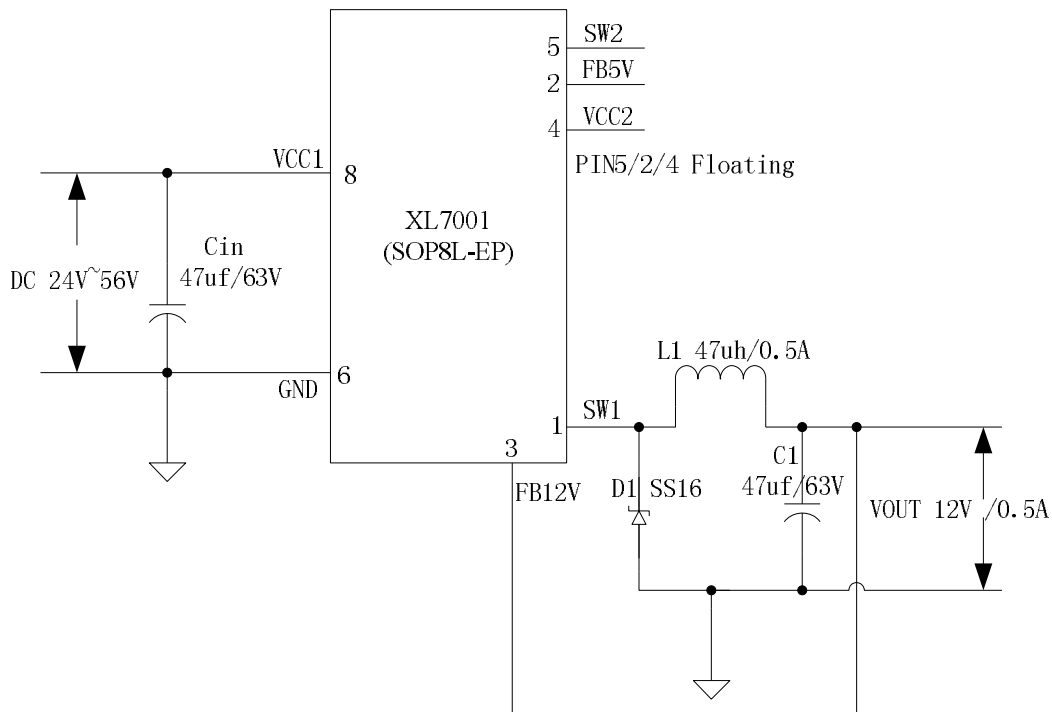 5 SW2
2 FB5V
4 VCC2
PIN5/2/4 Floating
VCC1 8
XL7001
(SOP8L-EP)
Cin
47uf/63V
DC 24V~56V
GND 6
L1 47uh/0.5A
1 SW1
3
FB12V
D1 SS16
C1
47uf/63V
VOUT 12V /0.5A